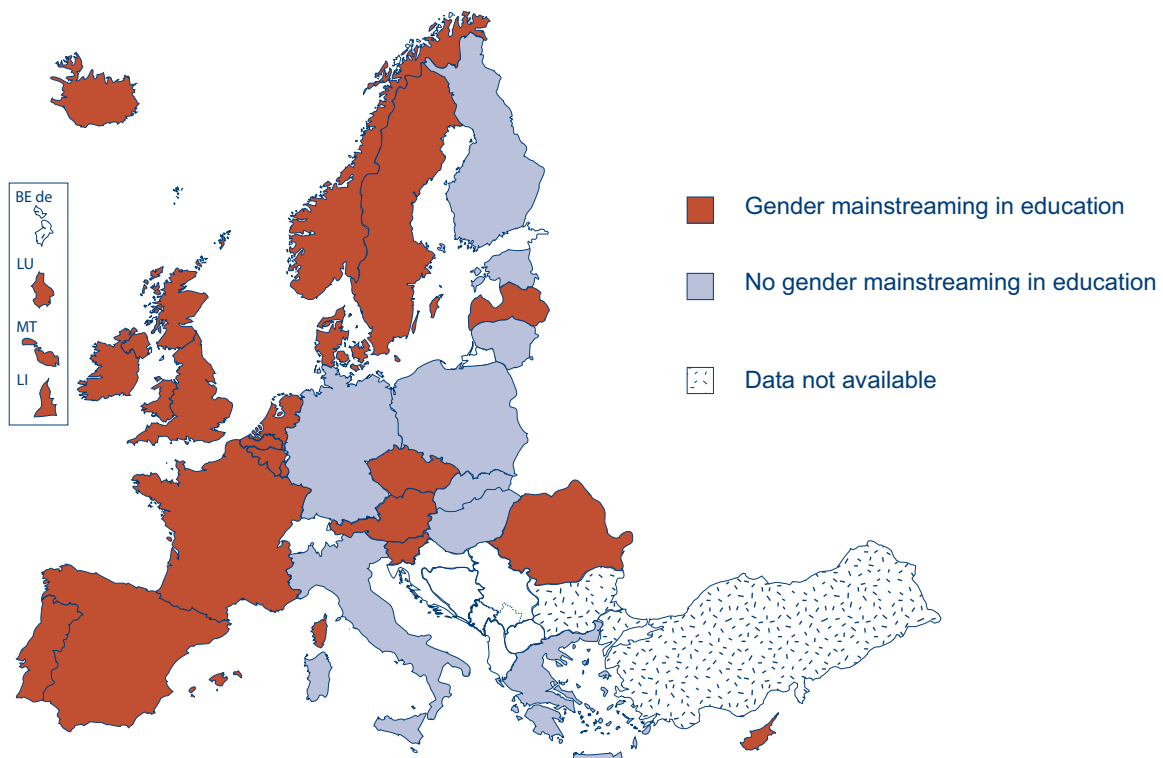 BE de
LU
MT
LI
Gender mainstreaming in education
No gender mainstreaming in education
Data not available